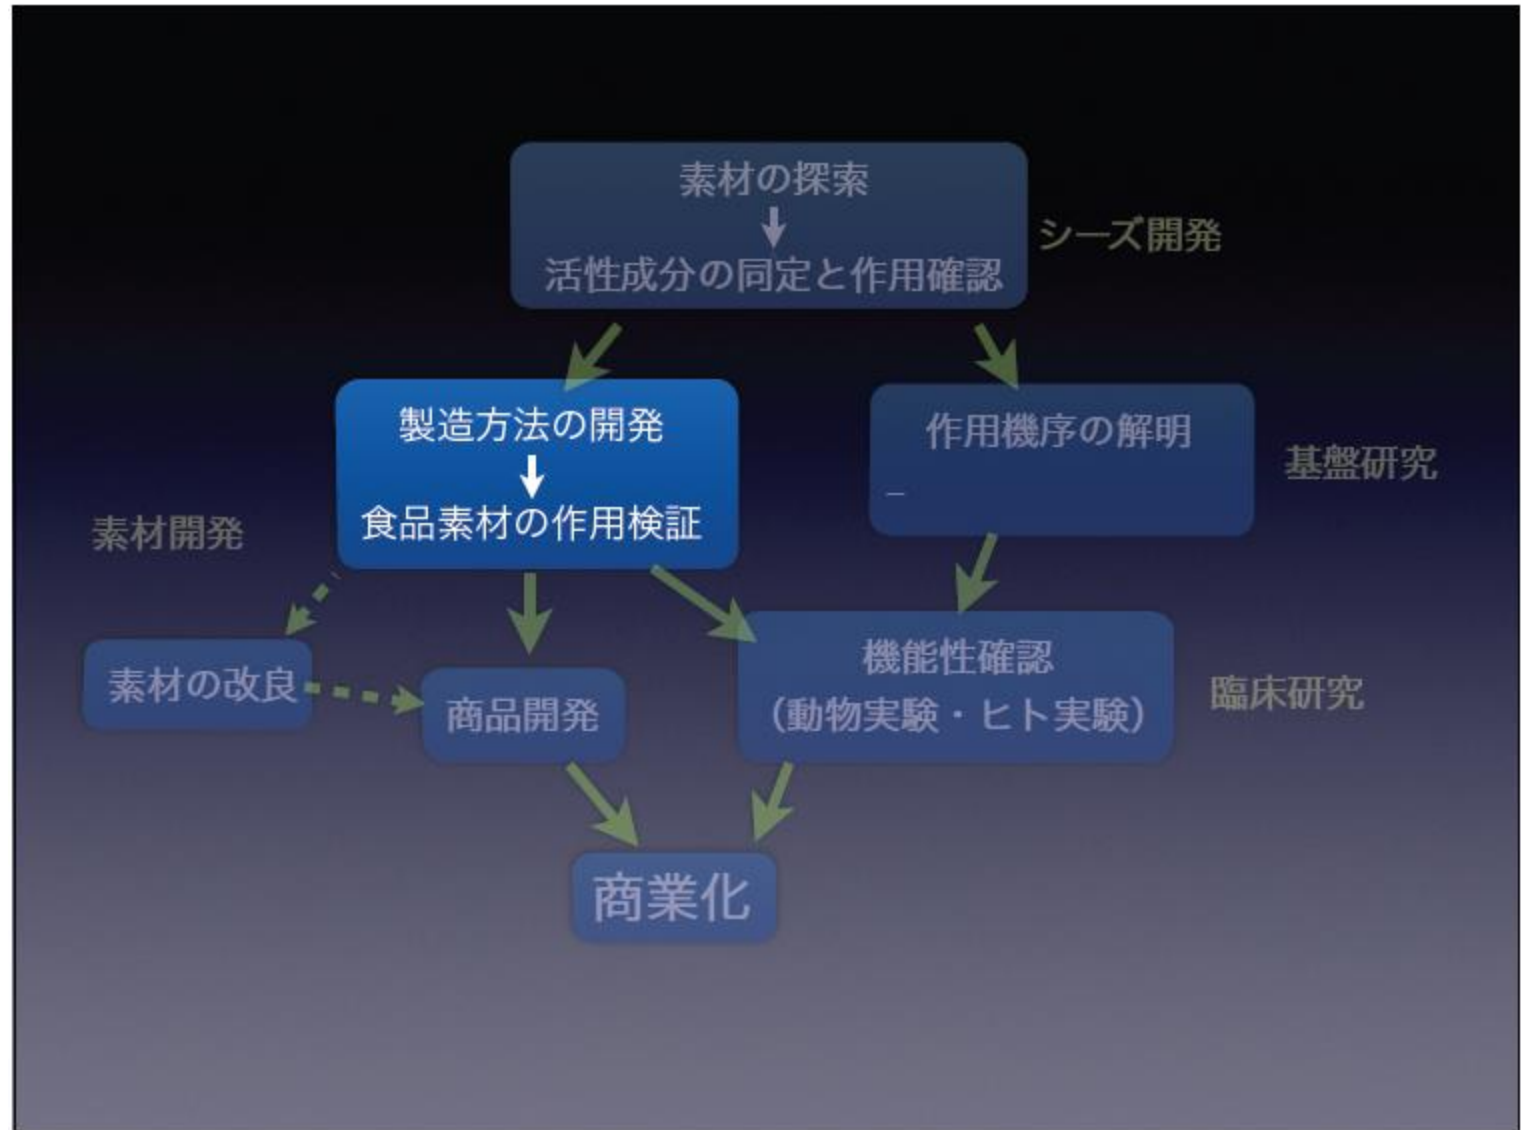 素材の探索
活性成分の同定と作用確認
シーズ開発
製造方法の開発
食品素材の作用検証
作用機序の解明
_
基盤研究
素材開発
素材の改良
商品開発
機能性確認
（動物実験・ヒト実験）
臨床研究
商業化